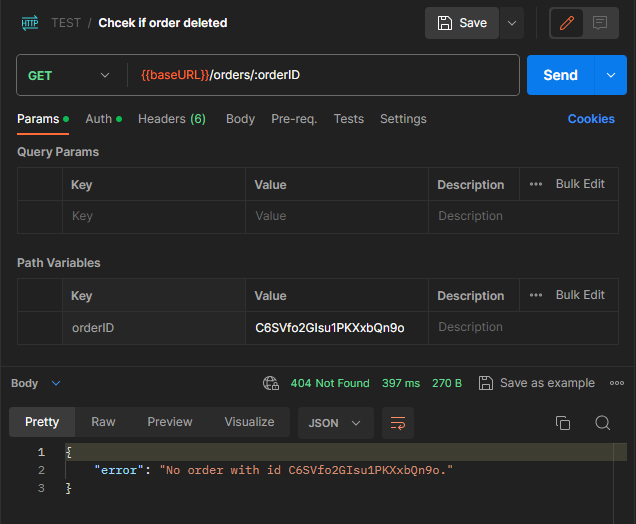 HTTP TEST / Chcek if order deleted Save
GET {{baseURL}}/orders/:orderID Send
Params Auth Headers (6) Body Pre-req. Tests Settings Cookies
Query Params
Key Value Description Bulk Edit
Key Value Description
Path Variables
Key Value Description Bulk Edit
orderID C6SVfo2GIsu1PKXxbQn9o Description
Body 404 Not Found 397 ms 270 B Save as example
Pretty Raw Preview Visualize JSON
1 {
2 "error": "No order with id C6SVfo2GIsu1PKXxbQn9o."
3 }